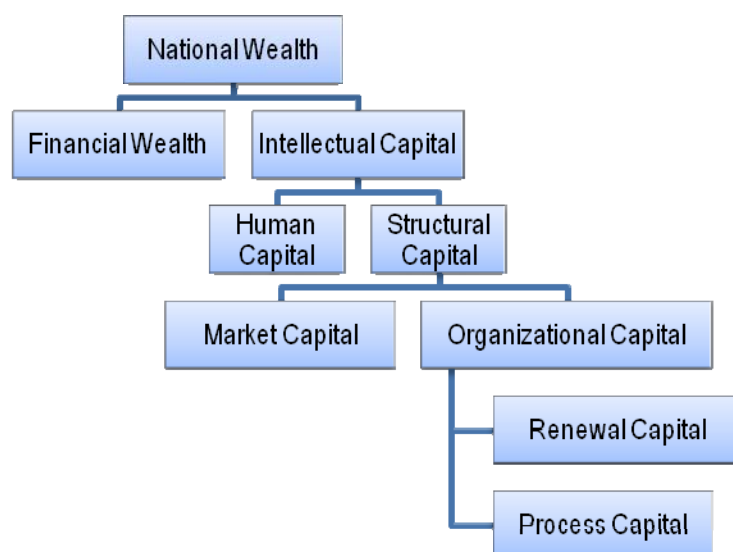 National Wealth
Financial Wealth
Intellectual Capital
Human
Capital
Structural
Capital
Market Capital
Organizational Capital
Renewal Capital
Process Capital